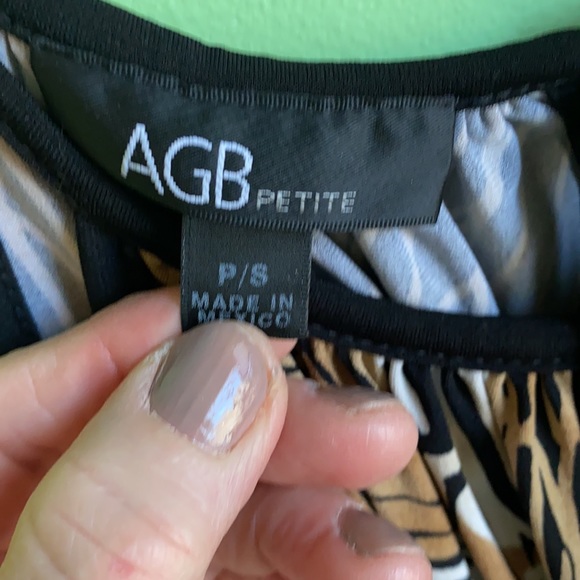 AGB PETITE
P/S
MADE IN
MEXICO